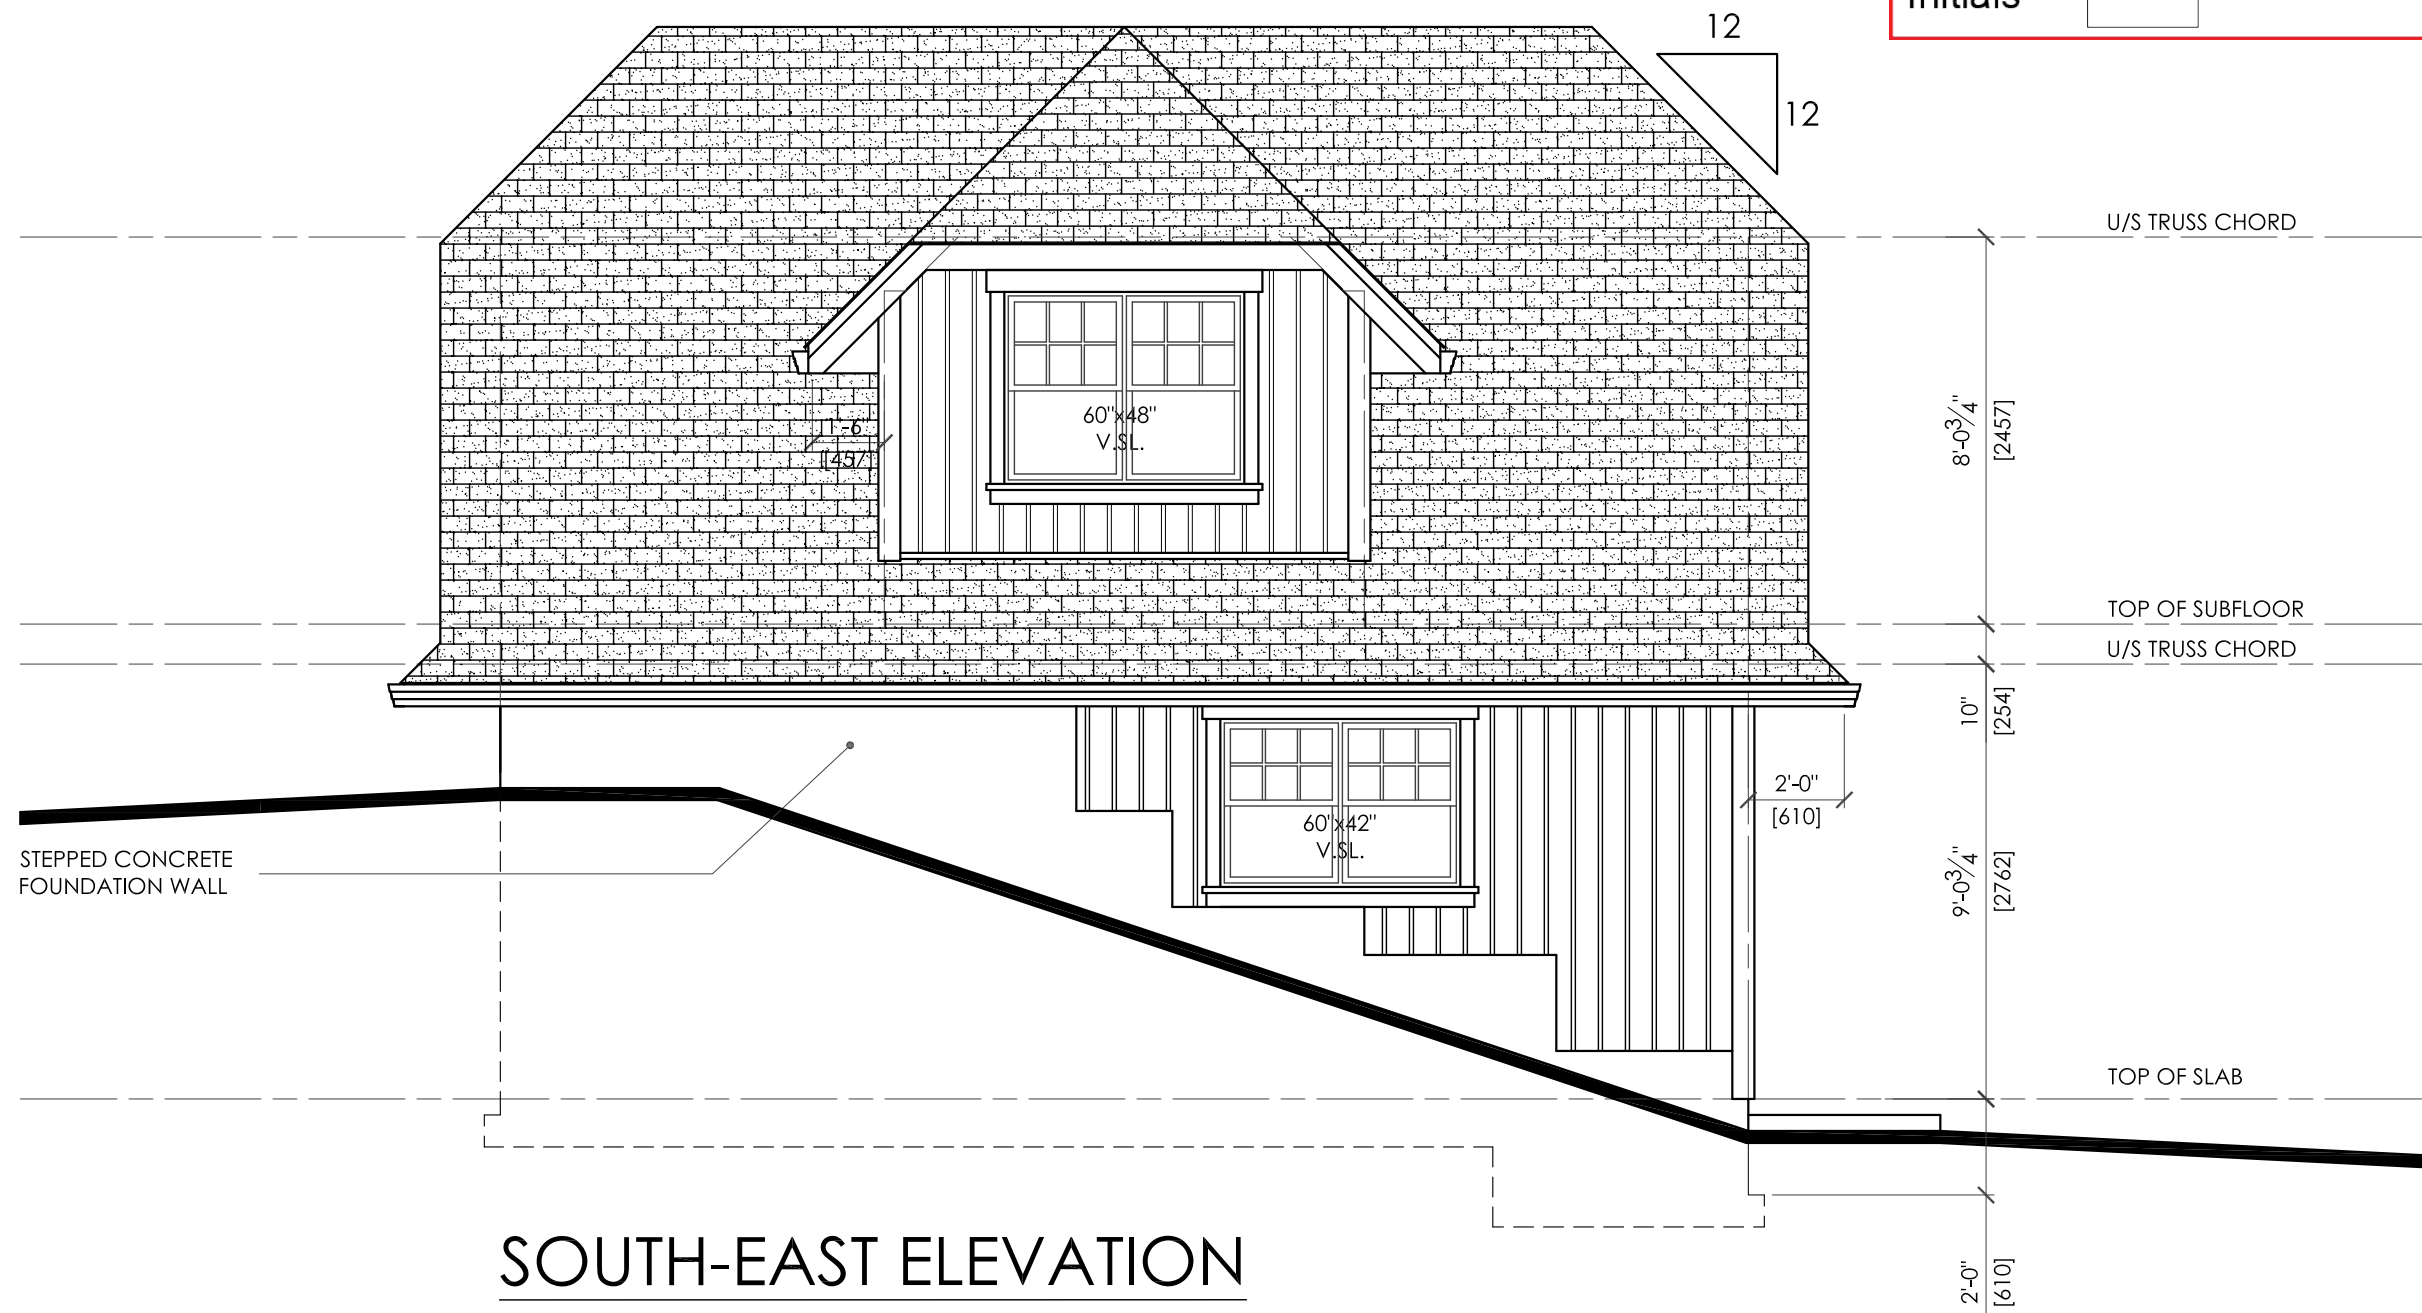 Initials
12
12
U/S TRUSS CHORD
8'-0 3/4"
[2457]
60"x48"
V.SL.
1'-6"
[457]
TOP OF SUBFLOOR
U/S TRUSS CHORD
10"
[254]
2'-0"
[610]
60"x42"
V.SL.
STEPPED CONCRETE
FOUNDATION WALL
9'-0 3/4"
[2762]
TOP OF SLAB
SOUTH-EAST ELEVATION
2'-0"
[610]